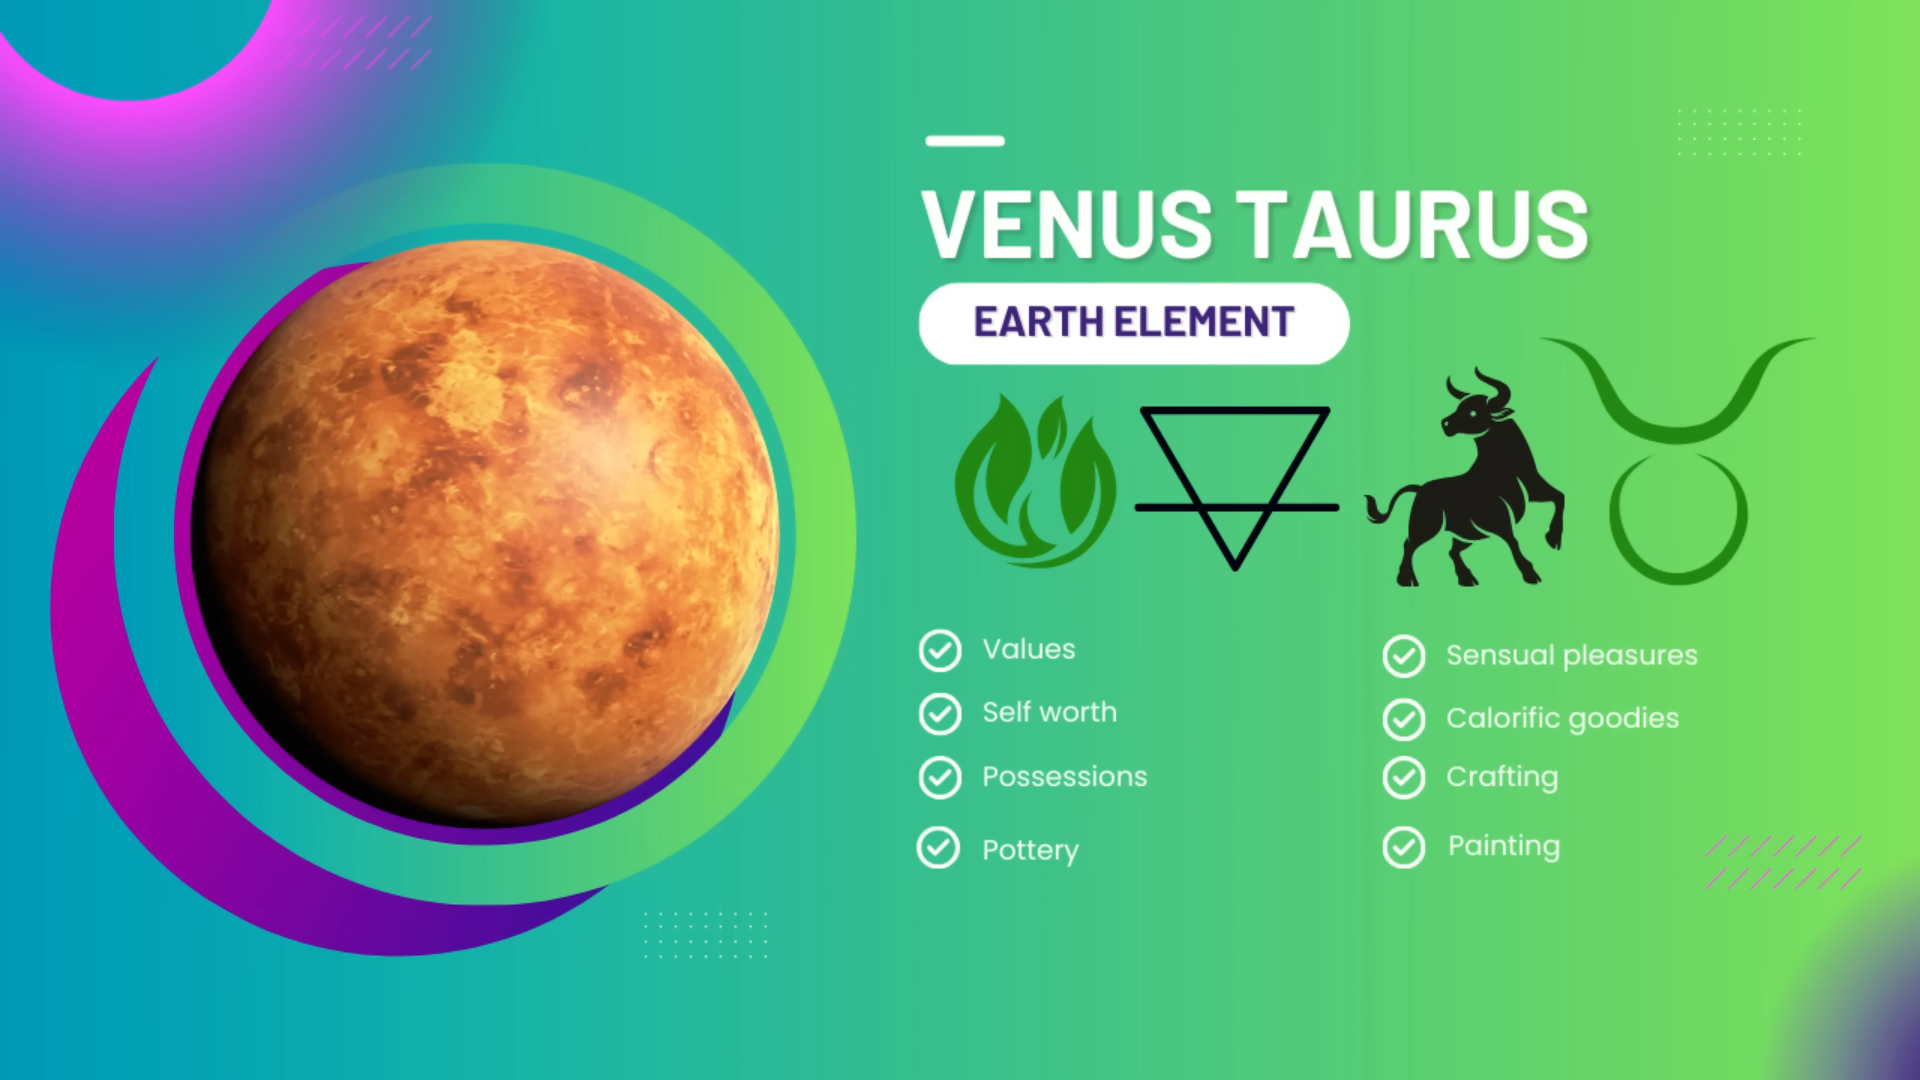 VENUS TAURUS
EARTH ELEMENT
Values
Self worth
Possessions
Pottery
Sensual pleasures
Calorific goodies
Crafting
Painting